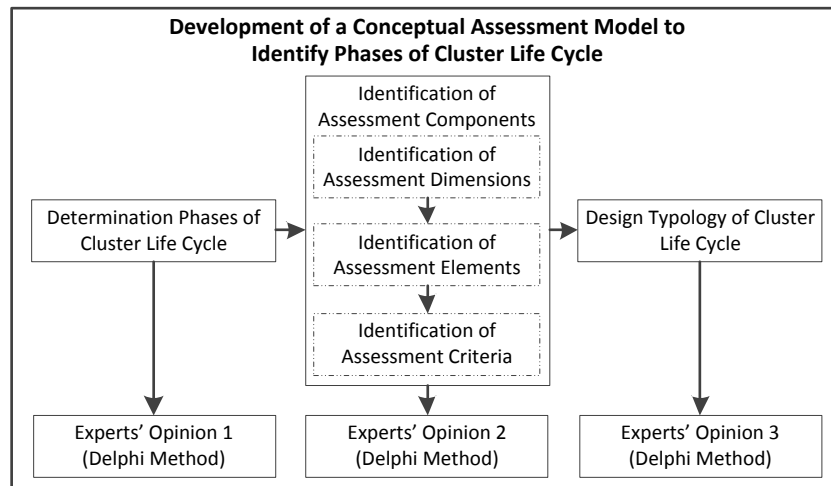 Development of a Conceptual Assessment Model to
Identify Phases of Cluster Life Cycle
Identification of
Assessment Components
Identification of
Assessment Dimensions
Determination Phases of
Cluster Life Cycle
Identification of
Assessment Elements
Design Typology of Cluster
Life Cycle
Identification of
Assessment Criteria
Experts' Opinion 1
(Delphi Method)
Experts' Opinion 2
(Delphi Method)
Experts' Opinion 3
(Delphi Method)